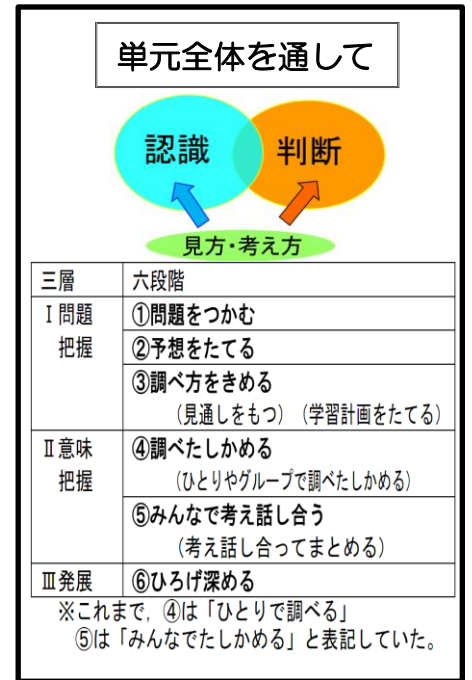 単元全体を通して
認識 判断
見方・考え方
三層 六段階
Ⅰ問題 ①問題をつかむ
把握 ②予想をたてる
③調べ方をきめる
(見通しをもつ)(学習計画をたてる)
Ⅱ意味 ④調べたしかめる
把握 (ひとりやグループで調べたしかめる)
⑤みんなで考え話し合う
(考え話し合ってまとめる)
Ⅲ発展 ⑥ひろげ深める
※これまで，④は「ひとりで調べる」
⑤は「みんなでたしかめる」と表記していた。